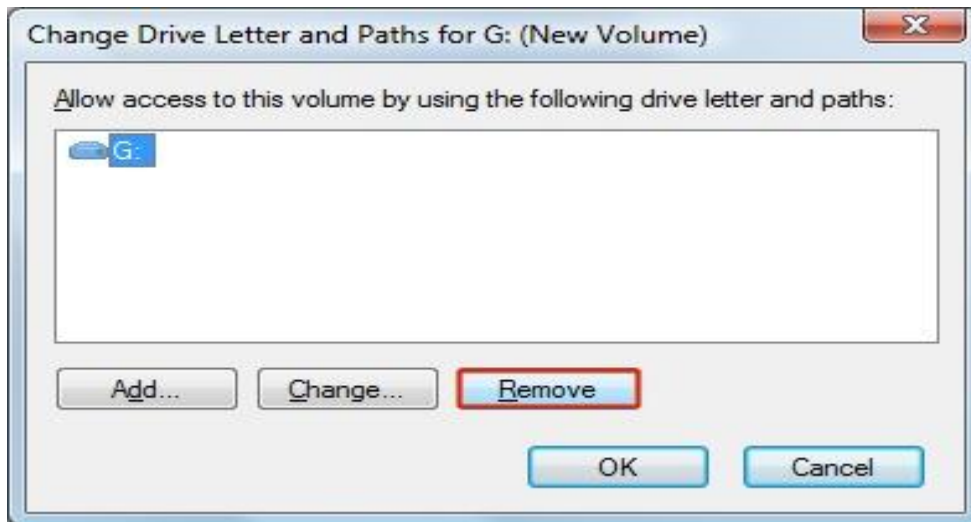 Change Drive Letter and Paths for G: (New Volume)
Allow access to this volume by using the following drive letter and paths:
G:
Add... Change... Remove
OK Cancel